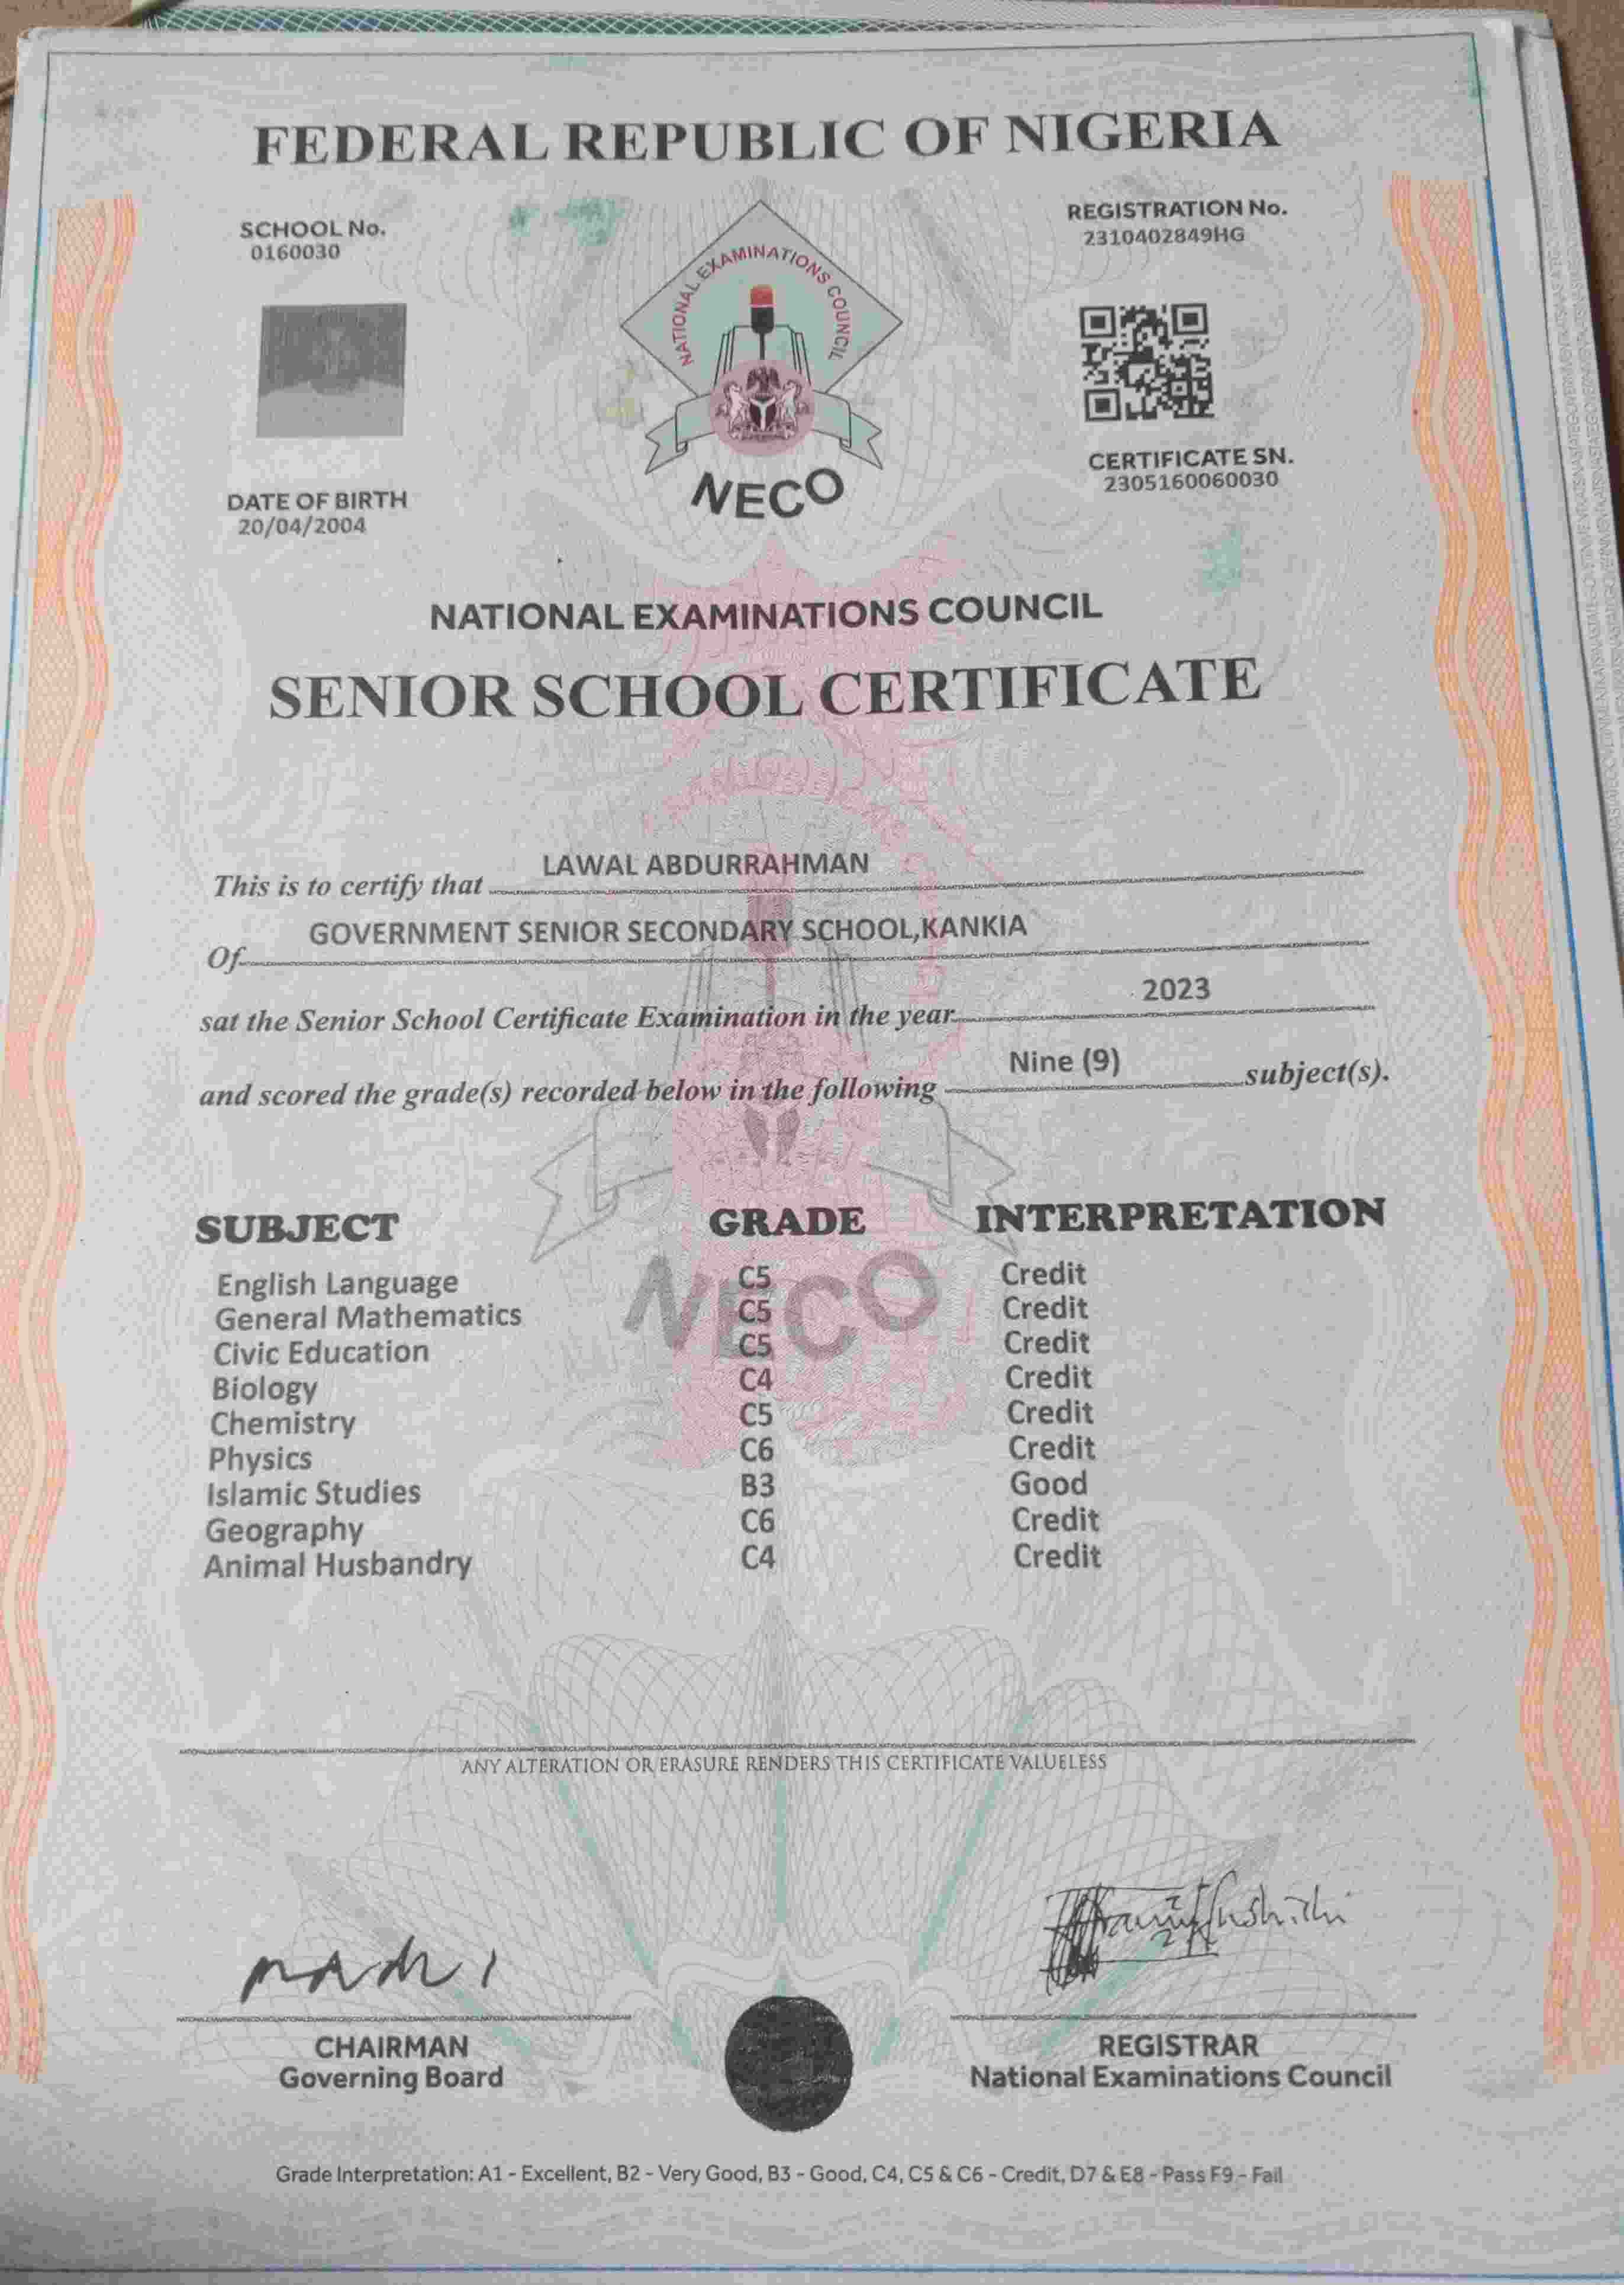 FEDERAL REPUBLIC OF NIGERIA
SCHOOL No.
0160030
REGISTRATION No.
2310402849HG
NATIONAL EXAMINATIONS COUNCIL
NECO
CERTIFICATE SN.
2305160060030
DATE OF BIRTH
20/04/2004
NATIONAL EXAMINATIONS COUNCIL
SENIOR SCHOOL CERTIFICATE
This is to certify that LAWAL ABDURRAHMAN
Of GOVERNMENT SENIOR SECONDARY SCHOOL,KANKIA
sat the Senior School Certificate Examination in the year 2023
and scored the grade(s) recorded below in the following Nine (9) subject(s).
NECO
SUBJECT GRADE INTERPRETATION
English Language C5 Credit
General Mathematics C5 Credit
Civic Education C5 Credit
Biology C4 Credit
Chemistry C5 Credit
Physics C6 Credit
Islamic Studies B3 Good
Geography C6 Credit
Animal Husbandry C4 Credit
ANY ALTERATION OR ERASURE RENDERS THIS CERTIFICATE VALUELESS
CHAIRMAN
Governing Board
REGISTRAR
National Examinations Council
Grade Interpretation: A1 - Excellent, B2 - Very Good, B3 - Good, C4, C5 & C6 - Credit, D7 & E8 - Pass F9 - Fail